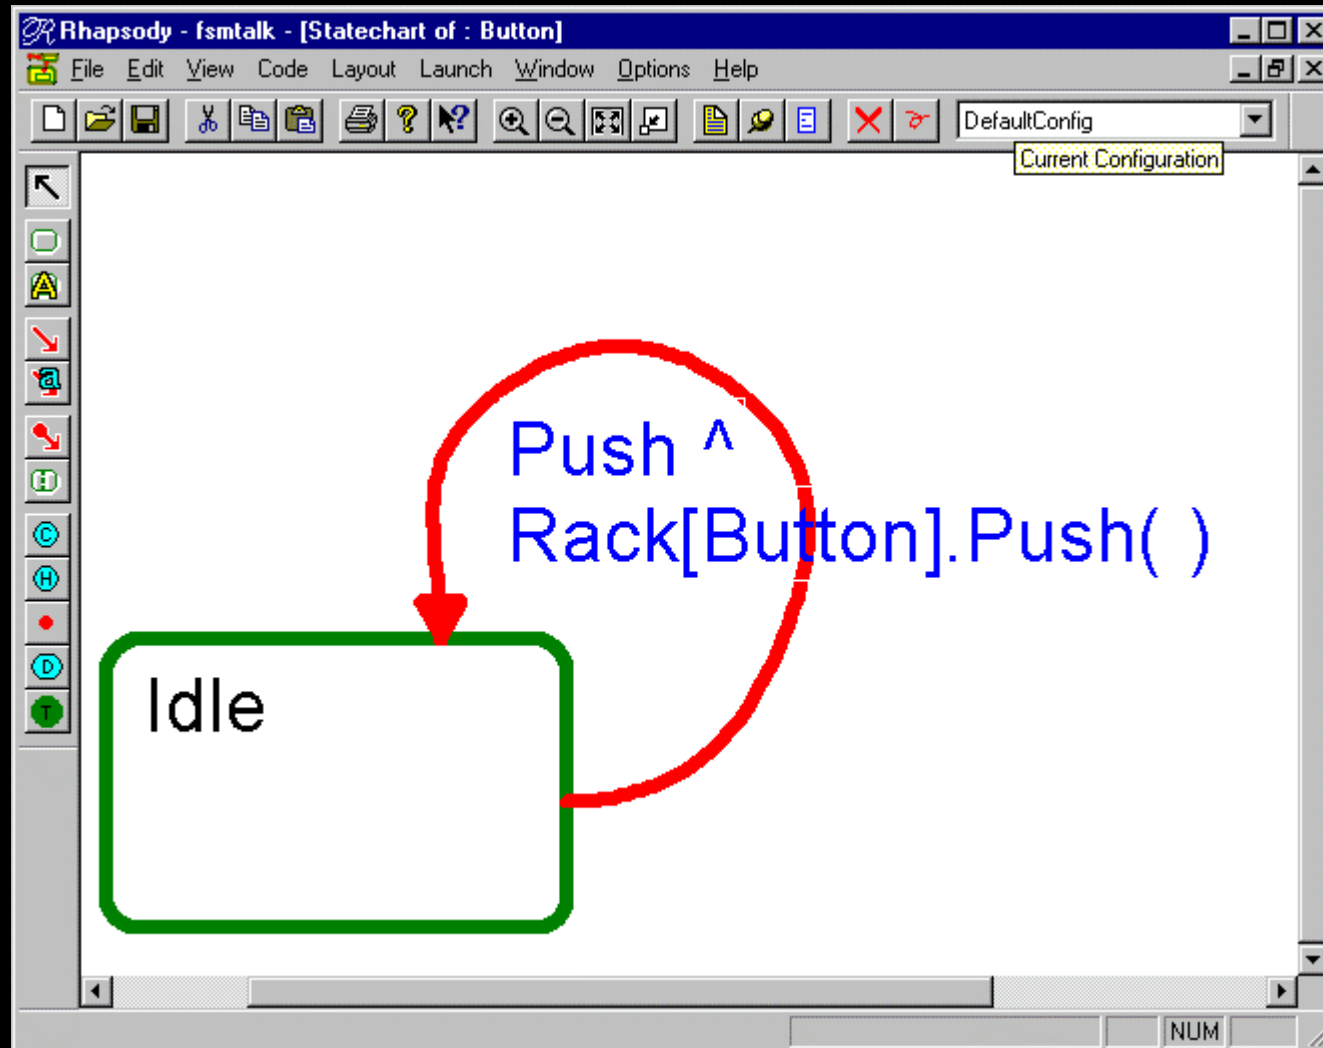 Rhapsody - fsmtalk - [Statechart of : Button]
File Edit View Code Layout Launch Window Options Help
DefaultConfig
Current Configuration
A
a
C
H
D
T
Push ^
Rack[Button].Push( )
Idle
NUM